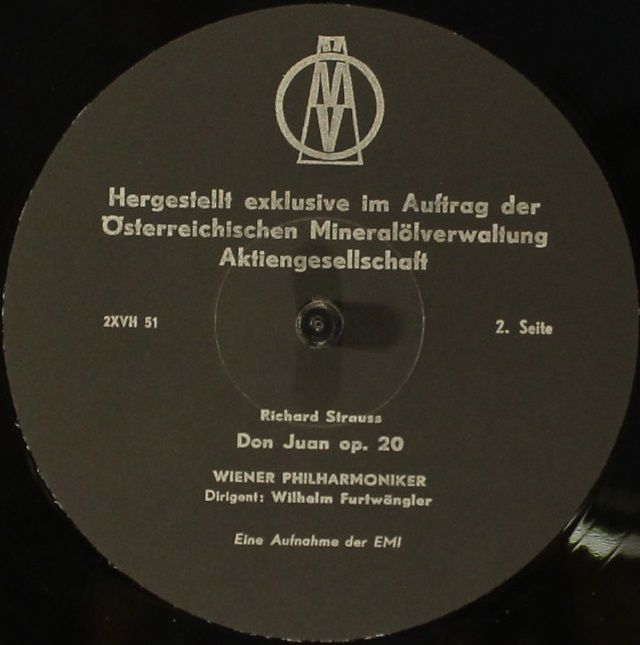 ÖMV
Hergestellt exklusive im Auftrag der
Österreichischen Mineralölverwaltung
Aktiengesellschaft
2XVH 51
2. Seite
Richard Strauss
Don Juan op. 20
WIENER PHILHARMONIKER
Dirigent: Wilhelm Furtwängler
Eine Aufnahme der EMI